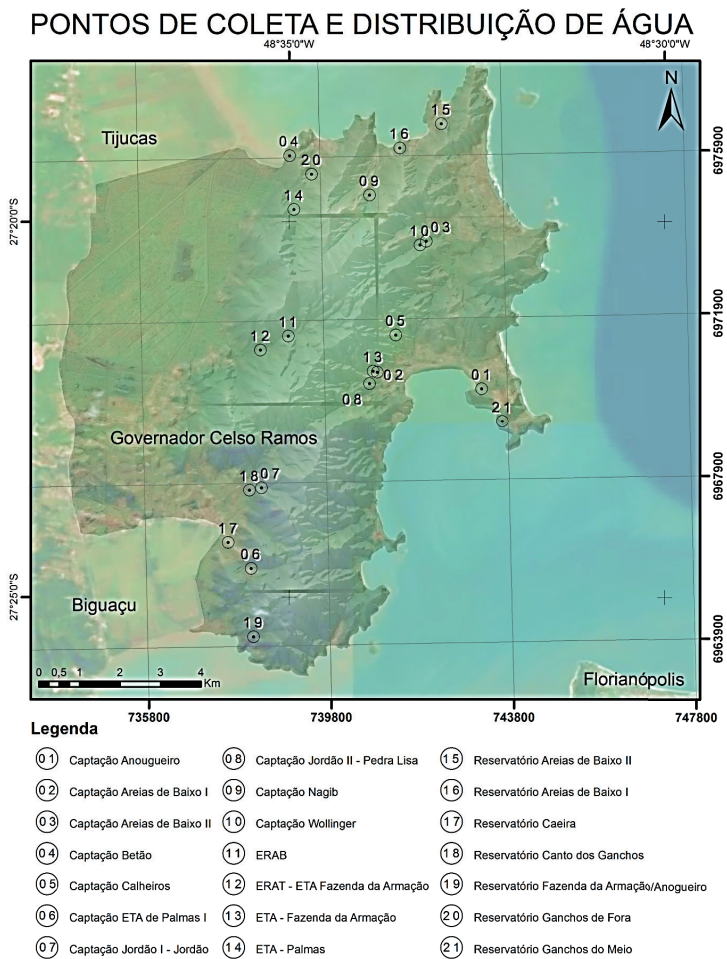 PONTOS DE COLETA E DISTRIBUIÇÃO DE ÁGUA
48°35'0"W 48°30'0"W
N
15
Tijucas
04
16
20
6975900
09
14
27°20'0"S
10 03
11
05
6971900
12
13
02
01
08
21
Governador Celso Ramos
18 07
6967900
17
06
27°25'0"S
Biguaçu
19
6963900
0 0,5 1 2 3 4
Km
Florianópolis
735800 739800 743800 747800
Legenda
01 Captação Anougueiro
02 Captação Areias de Baixo I
03 Captação Areias de Baixo II
04 Captação Betão
05 Captação Calheiros
06 Captação ETA de Palmas I
07 Captação Jordão I - Jordão
08 Captação Jordão II - Pedra Lisa
09 Captação Nagib
10 Captação Wollinger
11 ERAB
12 ERAT - ETA Fazenda da Armação
13 ETA - Fazenda da Armação
14 ETA - Palmas
15 Reservatório Areias de Baixo II
16 Reservatório Areias de Baixo I
17 Reservatório Caeira
18 Reservatório Canto dos Ganchos
19 Reservatório Fazenda da Armação/Anogueiro
20 Reservatório Ganchos de Fora
21 Reservatório Ganchos do Meio